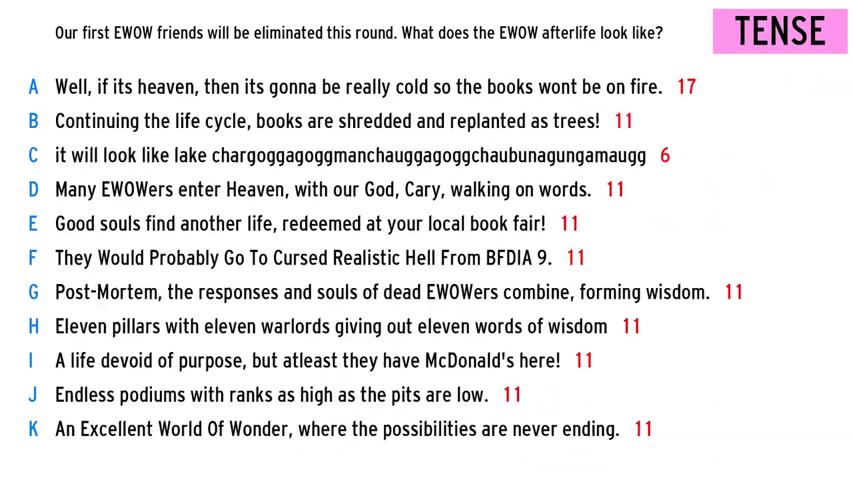 Our first EWOW friends will be eliminated this round. What does the EWOW afterlife look like?
TENSE
A Well, if its heaven, then its gonna be really cold so the books wont be on fire. 17
B Continuing the life cycle, books are shredded and replanted as trees! 11
C it will look like lake chargoggagoggmanchauggagoggchaubunagungamaugg 6
D Many EWOWers enter Heaven, with our God, Cary, walking on words. 11
E Good souls find another life, redeemed at your local book fair! 11
F They Would Probably Go To Cursed Realistic Hell From BFDIA 9. 11
G Post-Mortem, the responses and souls of dead EWOWers combine, forming wisdom. 11
H Eleven pillars with eleven warlords giving out eleven words of wisdom 11
I A life devoid of purpose, but atleast they have McDonald's here! 11
J Endless podiums with ranks as high as the pits are low. 11
K An Excellent World Of Wonder, where the possibilities are never ending. 11